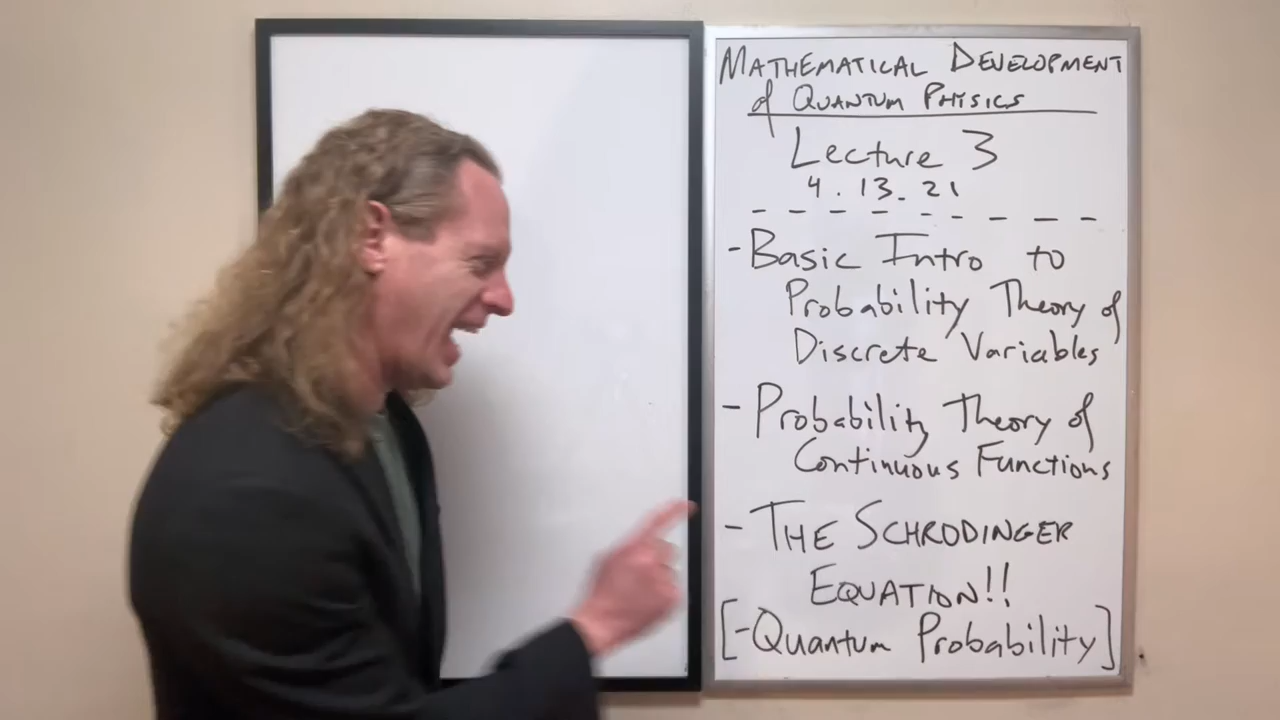 MATHEMATICAL DEVELOPMENT
of QUANTUM PHYSICS
Lecture 3
4.13.21
- Basic Intro to
Probability Theory of
Discrete Variables
- Probability Theory of
Continuous Functions
- THE SCHRODINGER
EQUATION!!
[- Quantum Probability]